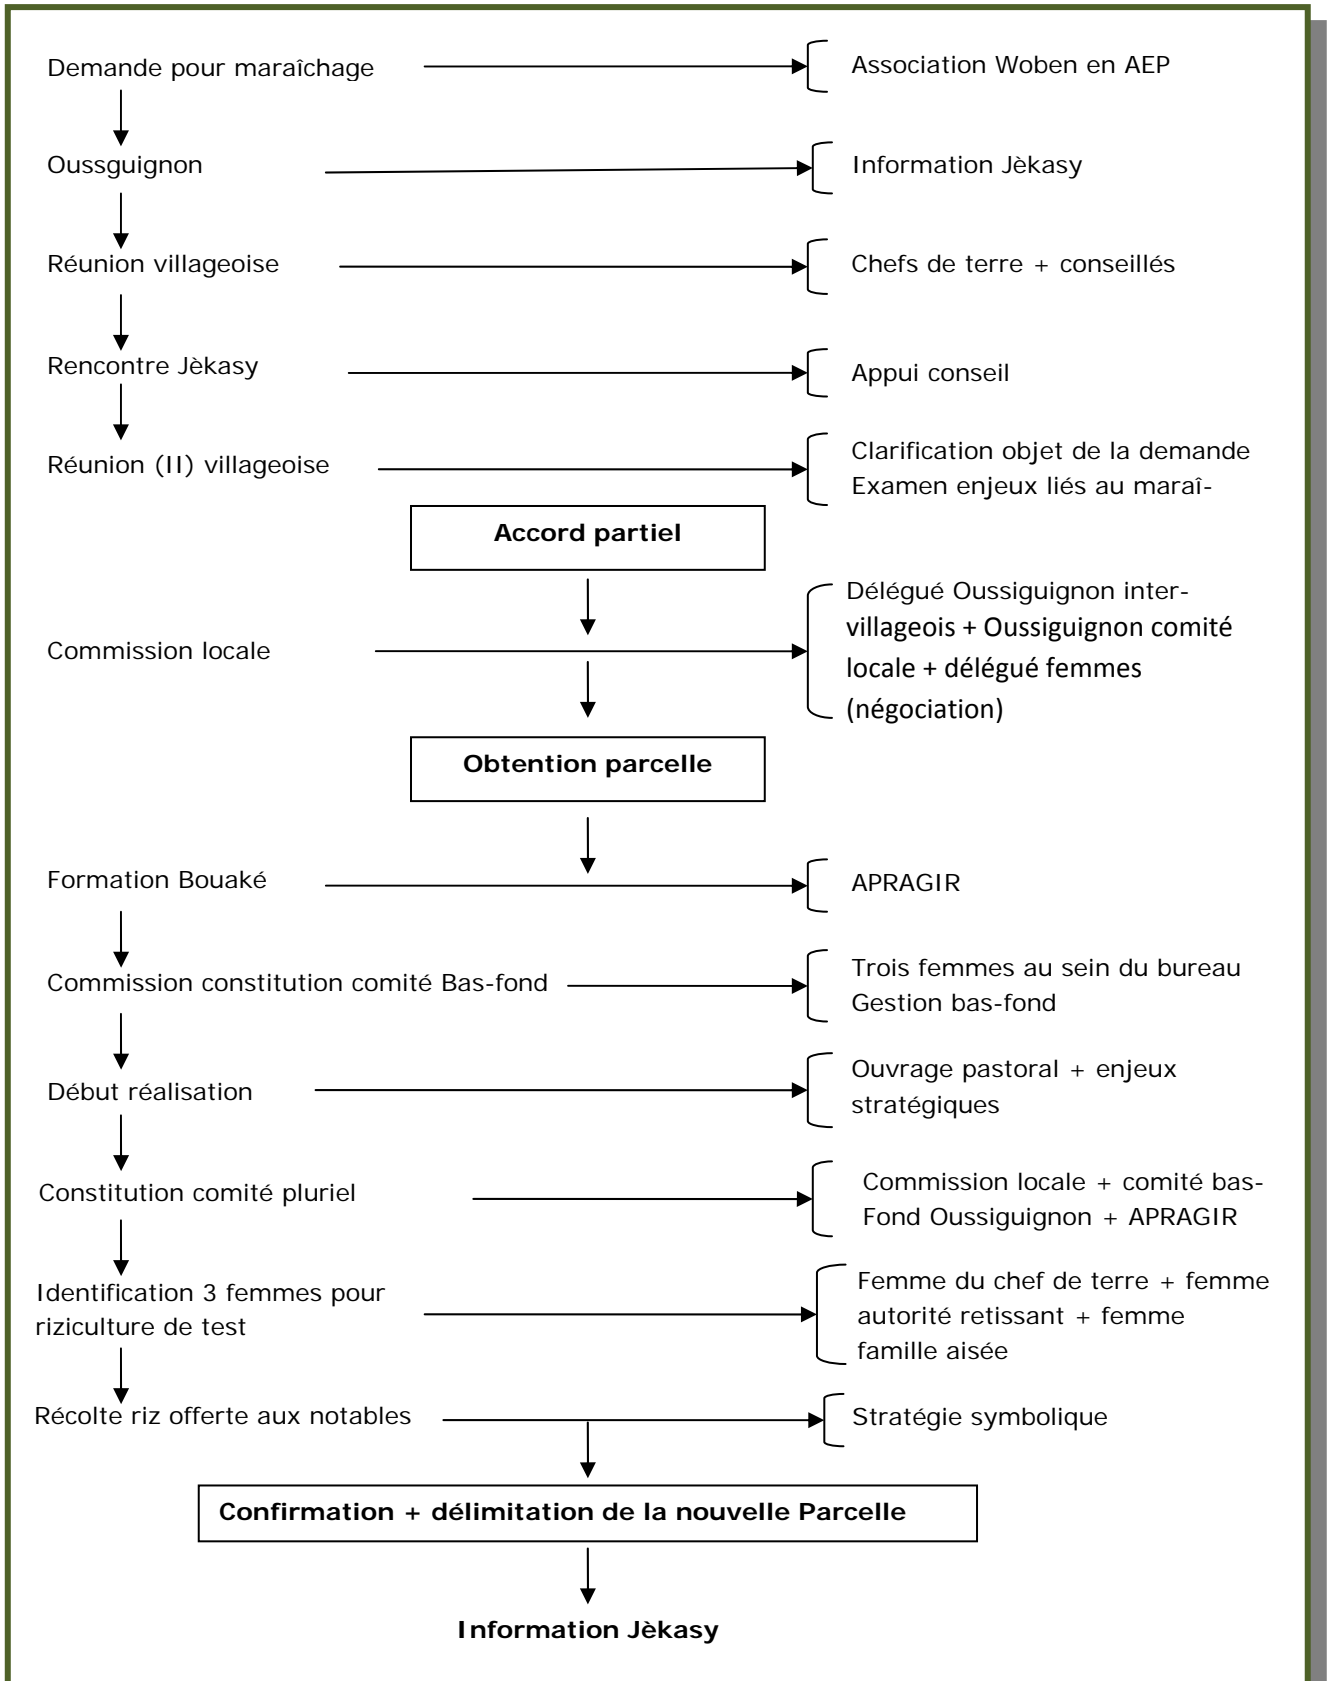 Demande pour maraîchage
Association Woben en AEP
Oussguignon
Information Jèkasy
Réunion villageoise
Chefs de terre + conseillés
Rencontre Jèkasy
Appui conseil
Réunion (II) villageoise
Clarification objet de la demande
Examen enjeux liés au maraî-
Accord partiel
Commission locale
Délégué Oussiguignon inter-
villageois + Oussiguignon comité
locale + délégué femmes
(négociation)
Obtention parcelle
Formation Bouaké
APRAGIR
Commission constitution comité Bas-fond
Trois femmes au sein du bureau
Gestion bas-fond
Début réalisation
Ouvrage pastoral + enjeux
stratégiques
Constitution comité pluriel
Commission locale + comité bas-
Fond Oussiguignon + APRAGIR
Identification 3 femmes pour
riziculture de test
Femme du chef de terre + femme
autorité retissant + femme
famille aisée
Récolte riz offerte aux notables
Stratégie symbolique
Confirmation + délimitation de la nouvelle Parcelle
Information Jèkasy